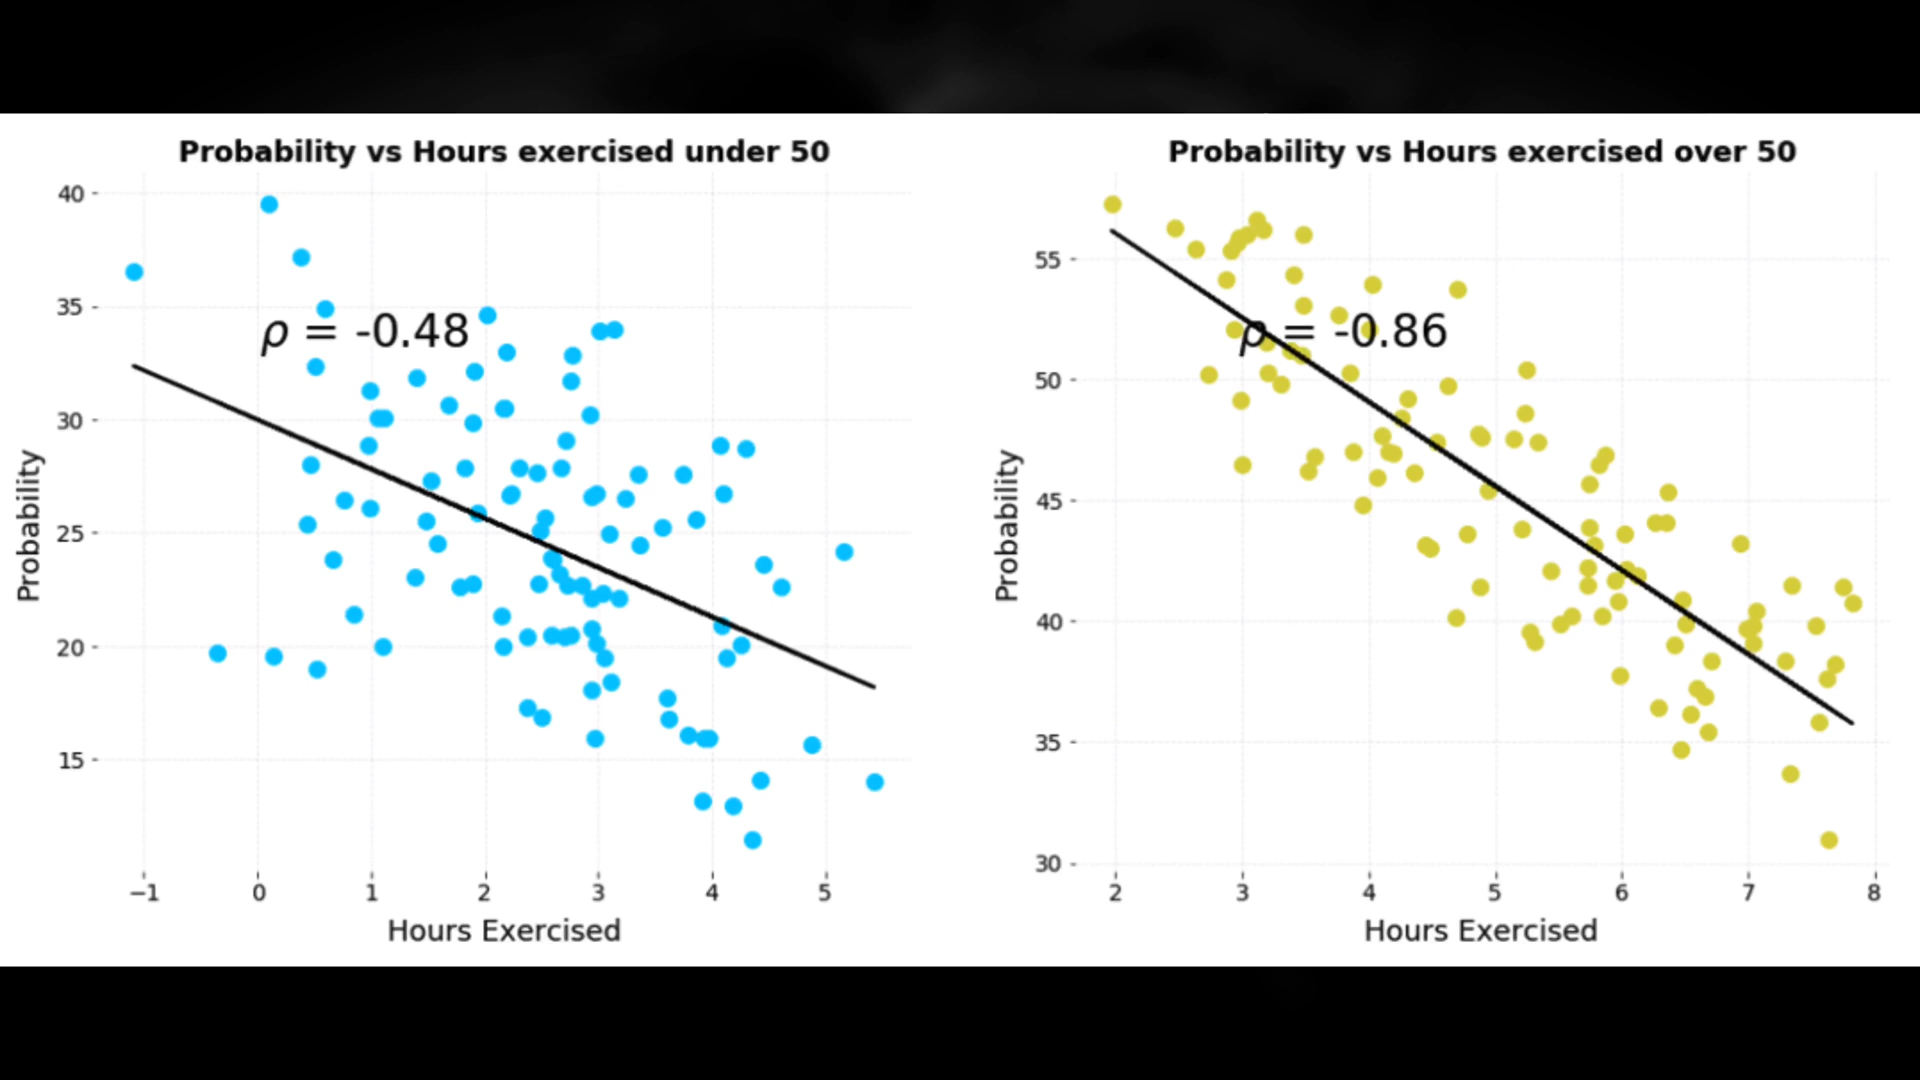 Probability vs Hours exercised under 50
40
35
30
25
20
15
ρ = -0.48
Probability
−1 0 1 2 3 4 5
Hours Exercised
Probability vs Hours exercised over 50
55
50
45
40
35
30
ρ = -0.86
Probability
2 3 4 5 6 7 8
Hours Exercised